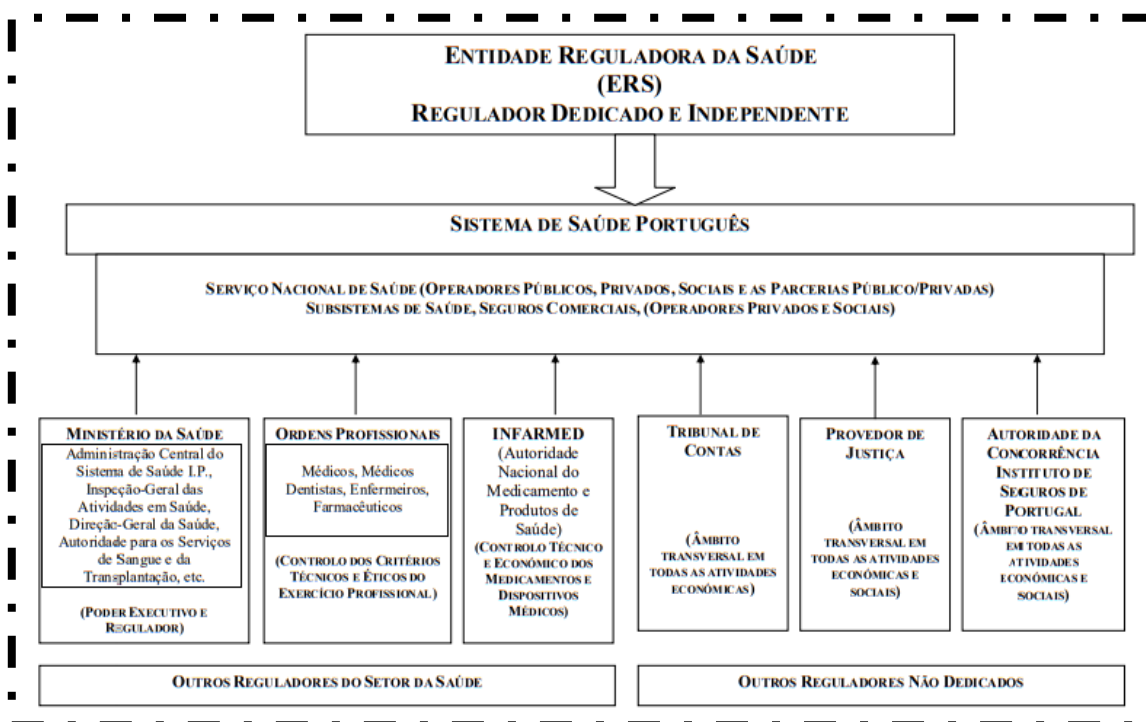 ENTIDADE REGULADORA DA SAÚDE
(ERS)
REGULADOR DEDICADO E INDEPENDENTE
SISTEMA DE SAÚDE PORTUGUÊS
SERVIÇO NACIONAL DE SAÚDE (OPERADORES PÚBLICOS, PRIVADOS, SOCIAIS E AS PARCERIAS PÚBLICO/PRIVADAS)
SUBSISTEMAS DE SAÚDE, SEGUROS COMERCIAIS, (OPERADORES PRIVADOS E SOCIAIS)
MINISTÉRIO DA SAÚDE
Administração Central do
Sistema de Saúde I.P.,
Inspeção-Geral das
Atividades em Saúde,
Direção-Geral da Saúde,
Autoridade para os Serviços
de Sangue e da
Transplantação, etc.
(PODER EXECUTIVO E
REGULADOR)
ORDENS PROFISSIONAIS
Médicos, Médicos
Dentistas, Enfermeiros,
Farmacêuticos
(CONTROLO DOS CRITÉRIOS
TÉCNICOS E ÉTICOS DO
EXERCÍCIO PROFISSIONAL)
INFARMED
(Autoridade
Nacional do
Medicamento e
Produtos de
Saúde)
(CONTROLO TÉCNICO
E ECONÓMICO DOS
MEDICAMENTOS E
DISPOSITIVOS
MÉDICOS)
TRIBUNAL DE
CONTAS
(ÂMBITO
TRANSVERSAL EM
TODAS AS ATIVIDADES
ECONÓMICAS)
PROVEDOR DE
JUSTIÇA
(ÂMBITO
TRANSVERSAL EM
TODAS AS ATIVIDADES
ECONÓMICAS E
SOCIAIS)
AUTORIDADE DA
CONCORRÊNCIA
INSTITUTO DE
SEGUROS DE
PORTUGAL
(ÂMBITO TRANSVERSAL
EM TODAS AS
ATIVIDADES
ECONÓMICAS E
SOCIAIS)
OUTROS REGULADORES DO SETOR DA SAÚDE
OUTROS REGULADORES NÃO DEDICADOS